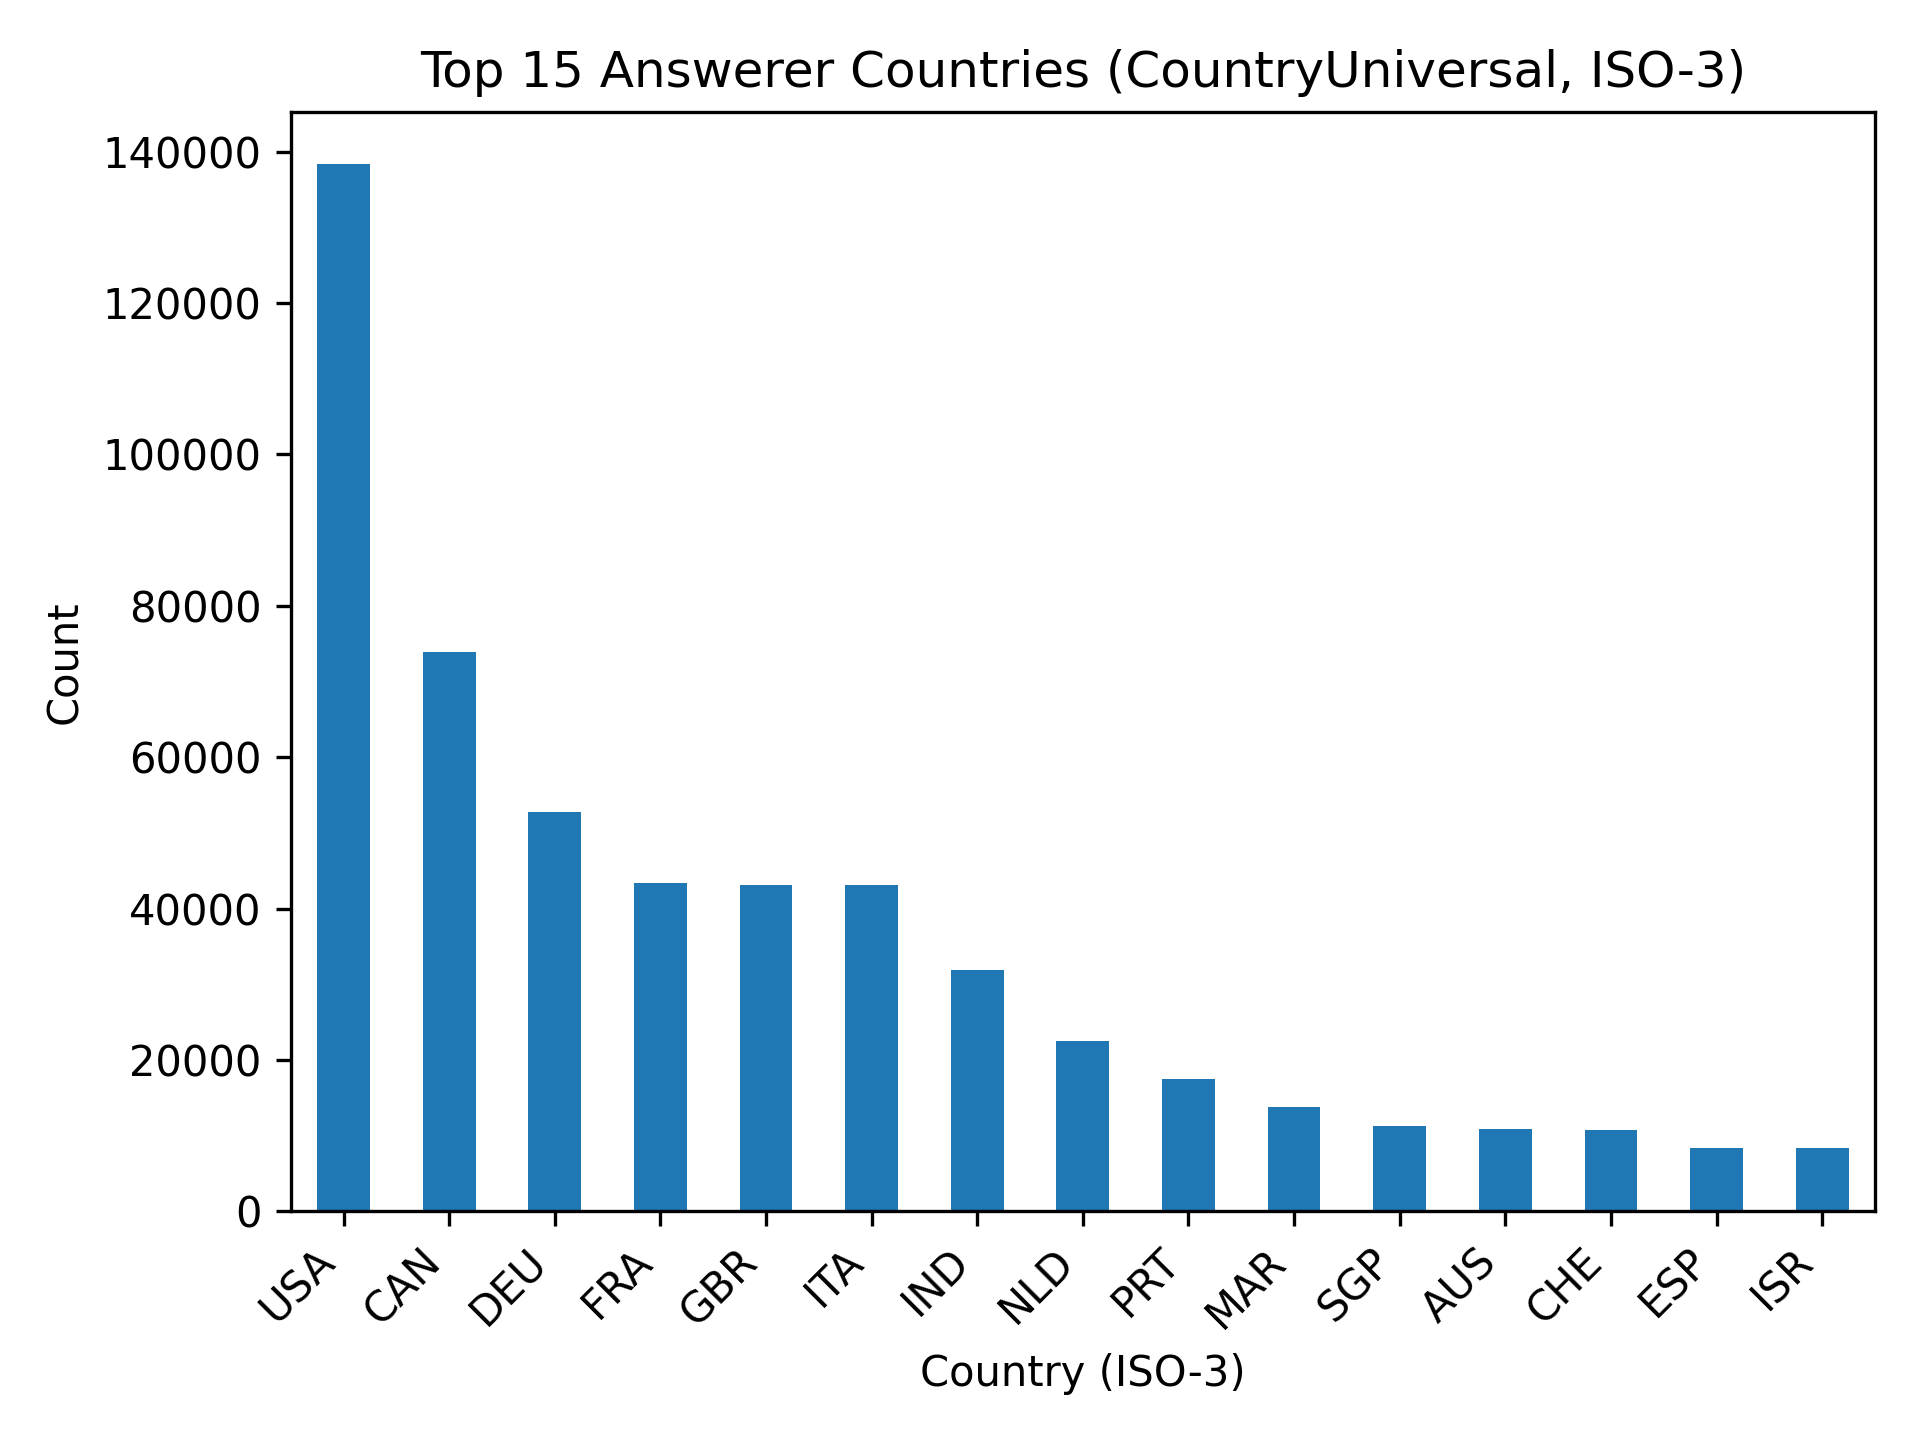 Top 15 Answerer Countries (CountryUniversal, ISO-3)
140000
120000
100000
80000
60000
40000
20000
0
Count
USA
CAN
DEU
FRA
GBR
ITA
IND
NLD
PRT
MAR
SGP
AUS
CHE
ESP
ISR
Country (ISO-3)